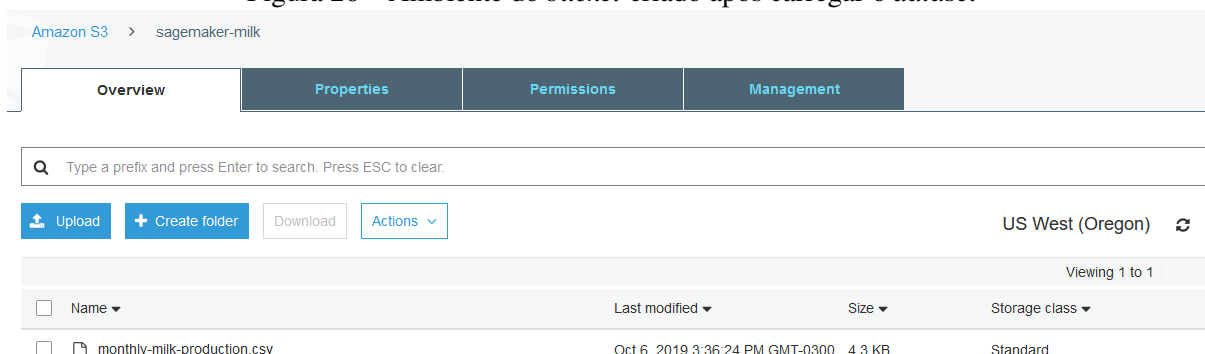 Amazon S3 > sagemaker-milk
Overview Properties Permissions Management
Type a prefix and press Enter to search. Press ESC to clear.
Upload Create folder Download Actions
US West (Oregon)
Viewing 1 to 1
Name Last modified Size Storage class
monthly-milk-production.csv Oct 6, 2019 3:36:24 PM GMT-0300 4.3 KB Standard